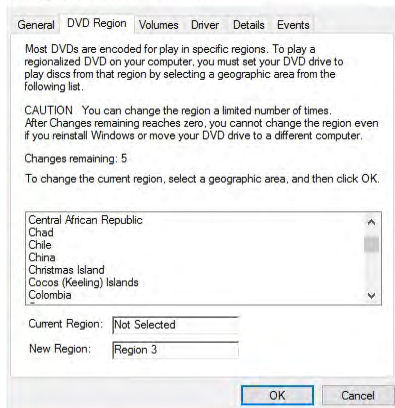 General DVD Region Volumes Driver Details Events
Most DVDs are encoded for play in specific regions. To play a
regionalized DVD on your computer, you must set your DVD drive to
play discs from that region by selecting a geographic area from the
following list.
CAUTION You can change the region a limited number of times.
After Changes remaining reaches zero, you cannot change the region even
if you reinstall Windows or move your DVD drive to a different computer.
Changes remaining: 5
To change the current region, select a geographic area, and then click OK.
Central African Republic
Chad
Chile
China
Christmas Island
Cocos (Keeling) Islands
Colombia
Current Region: Not Selected
New Region: Region 3
OK Cancel